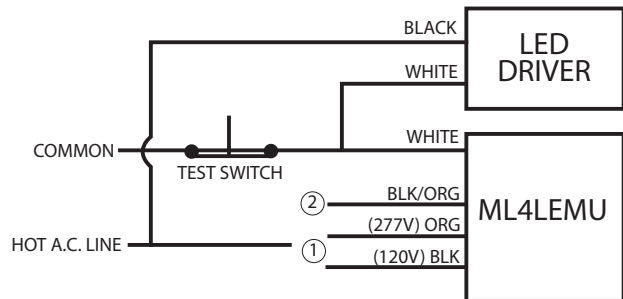 BLACK
LED
DRIVER
WHITE
COMMON
TEST SWITCH
WHITE
2
BLK/ORG
ML4LEMU
(277V) ORG
HOT A.C. LINE
1
(120V) BLK